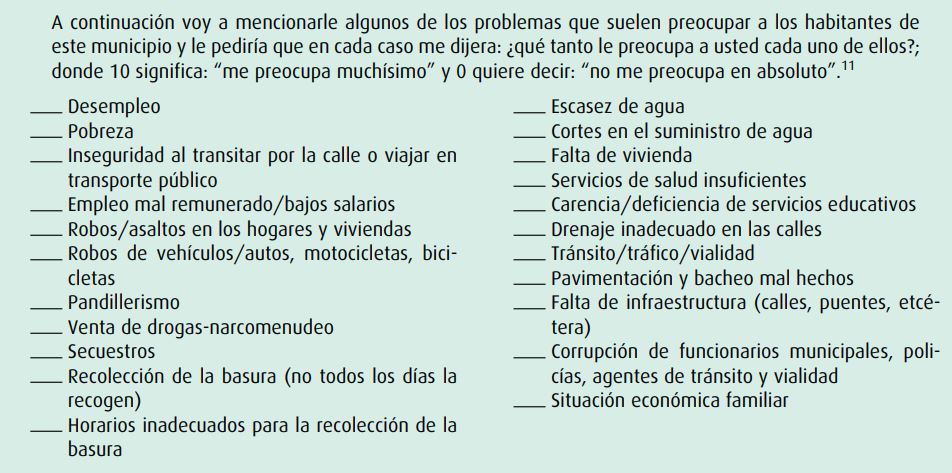 A continuación voy a mencionarle algunos de los problemas que suelen preocupar a los habitantes de
este municipio y le pediría que en cada caso me dijera: ¿qué tanto le preocupa a usted cada uno de ellos?;
donde 10 significa: “me preocupa muchísimo” y 0 quiere decir: “no me preocupa en absoluto”.11
___ Desempleo
___ Pobreza
___ Inseguridad al transitar por la calle o viajar en
transporte público
___ Empleo mal remunerado/bajos salarios
___ Robos/asaltos en los hogares y viviendas
___ Robos de vehículos/autos, motocicletas, bici-
cletas
___ Pandillerismo
___ Venta de drogas-narcomenudeo
___ Secuestros
___ Recolección de la basura (no todos los días la
recogen)
___ Horarios inadecuados para la recolección de la
basura
___ Escasez de agua
___ Cortes en el suministro de agua
___ Falta de vivienda
___ Servicios de salud insuficientes
___ Carencia/deficiencia de servicios educativos
___ Drenaje inadecuado en las calles
___ Tránsito/tráfico/vialidad
___ Pavimentación y bacheo mal hechos
___ Falta de infraestructura (calles, puentes, etcé-
tera)
___ Corrupción de funcionarios municipales, poli-
cías, agentes de tránsito y vialidad
___ Situación económica familiar